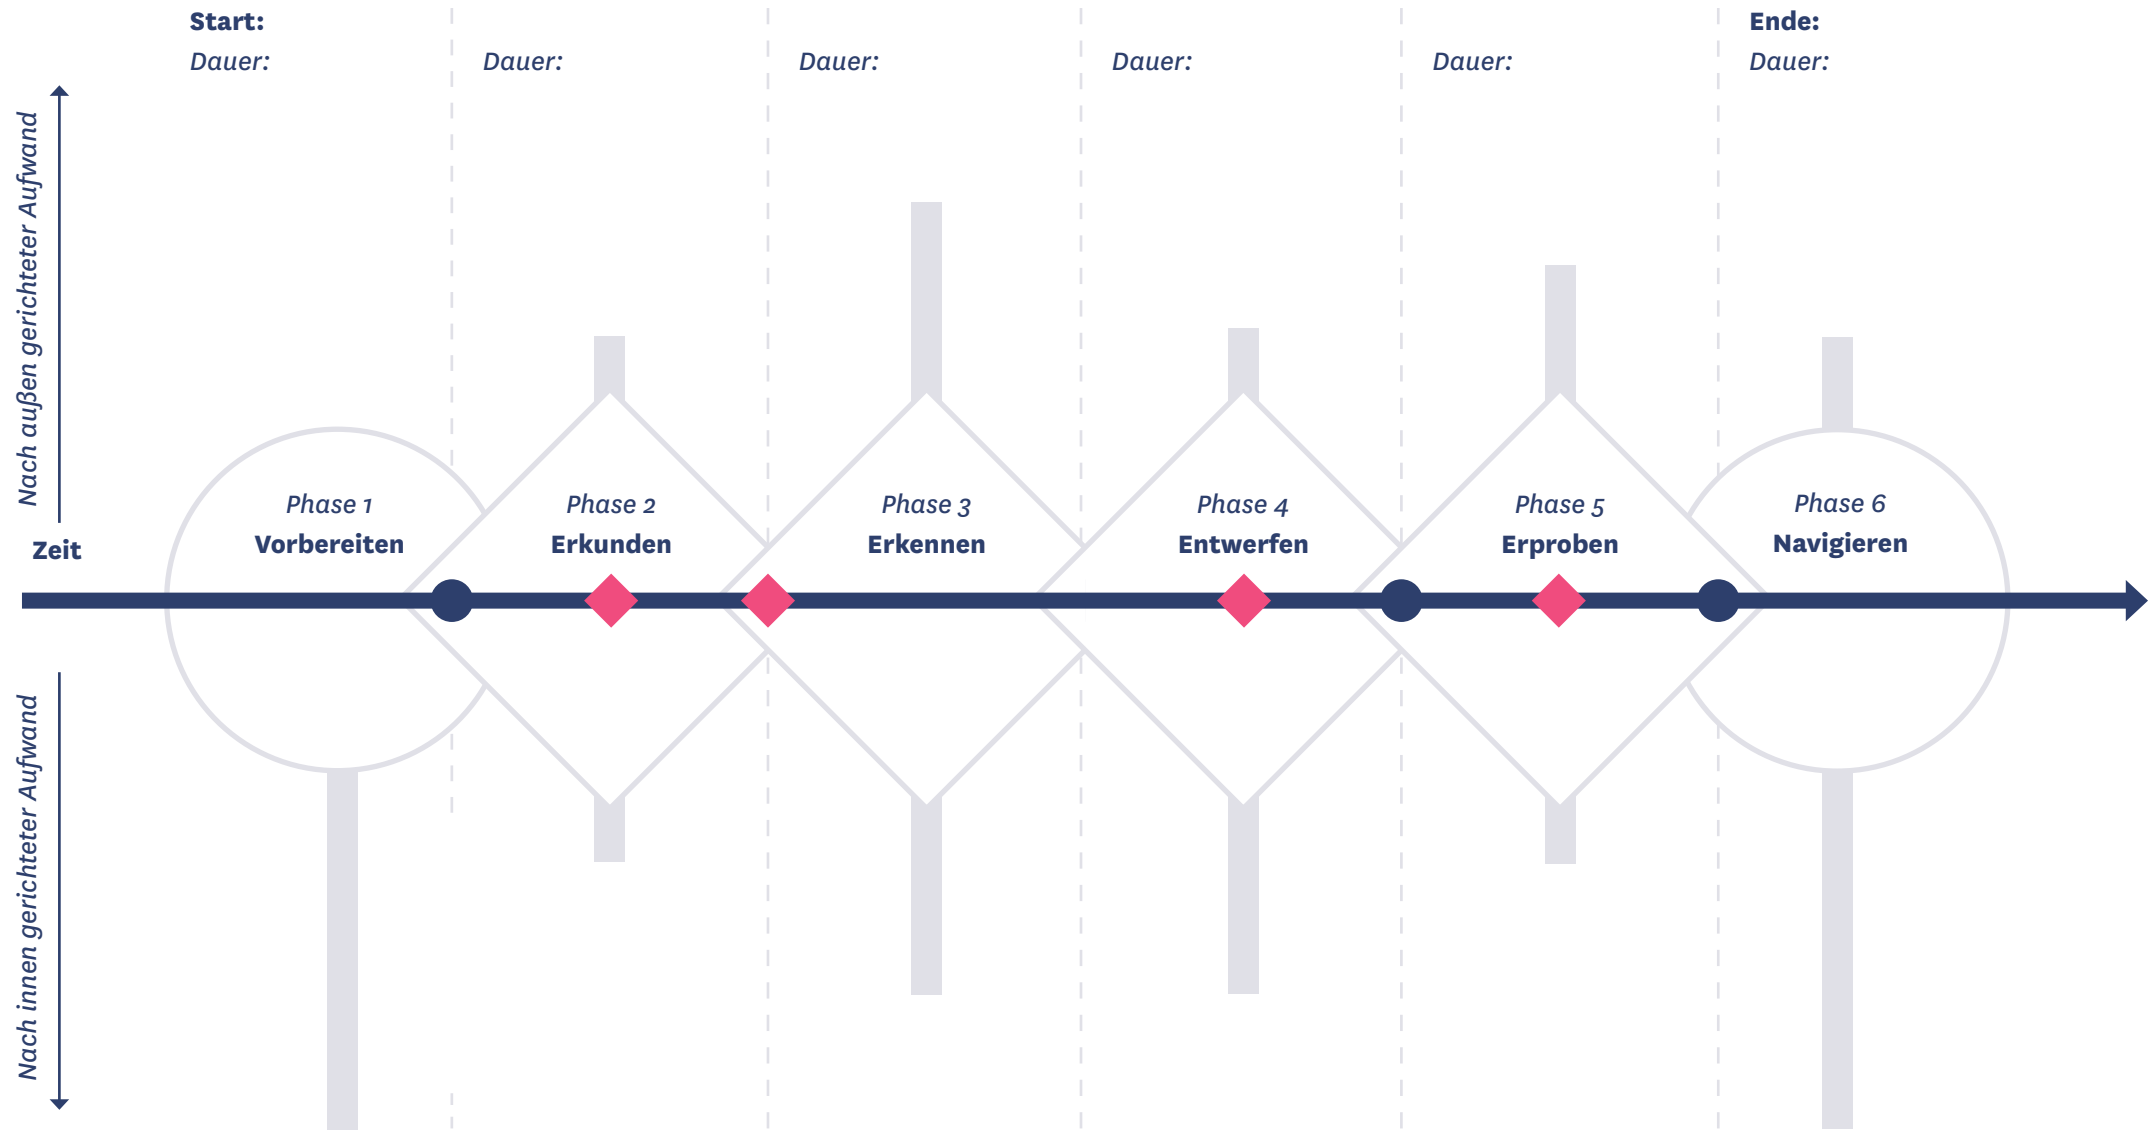 Start:
Ende:
Dauer:
Dauer:
Dauer:
Dauer:
Dauer:
Dauer:
Nach außen gerichteter Aufwand
Phase 1
Vorbereiten
Phase 2
Erkunden
Phase 3
Erkennen
Phase 4
Entwerfen
Phase 5
Erproben
Phase 6
Navigieren
Zeit
Nach innen gerichteter Aufwand